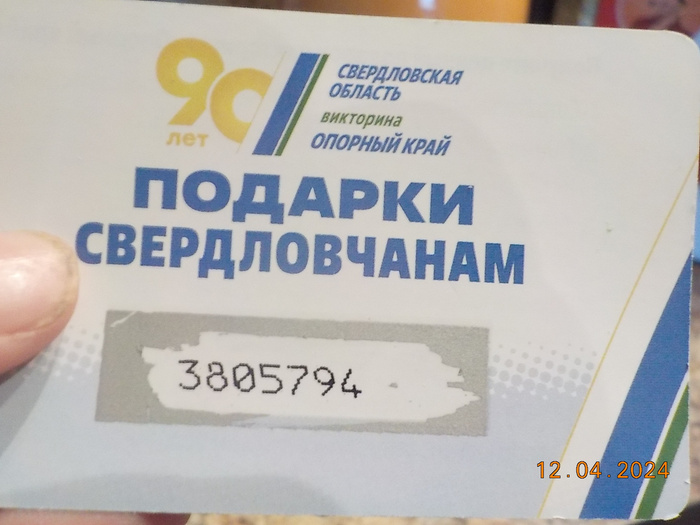 90
лет
СВЕРДЛОВСКАЯ
ОБЛАСТЬ
викторина
ОПОРНЫЙ КРАЙ
ПОДАРКИ
СВЕРДЛОВЧАНАМ
3805794
12.04.2024